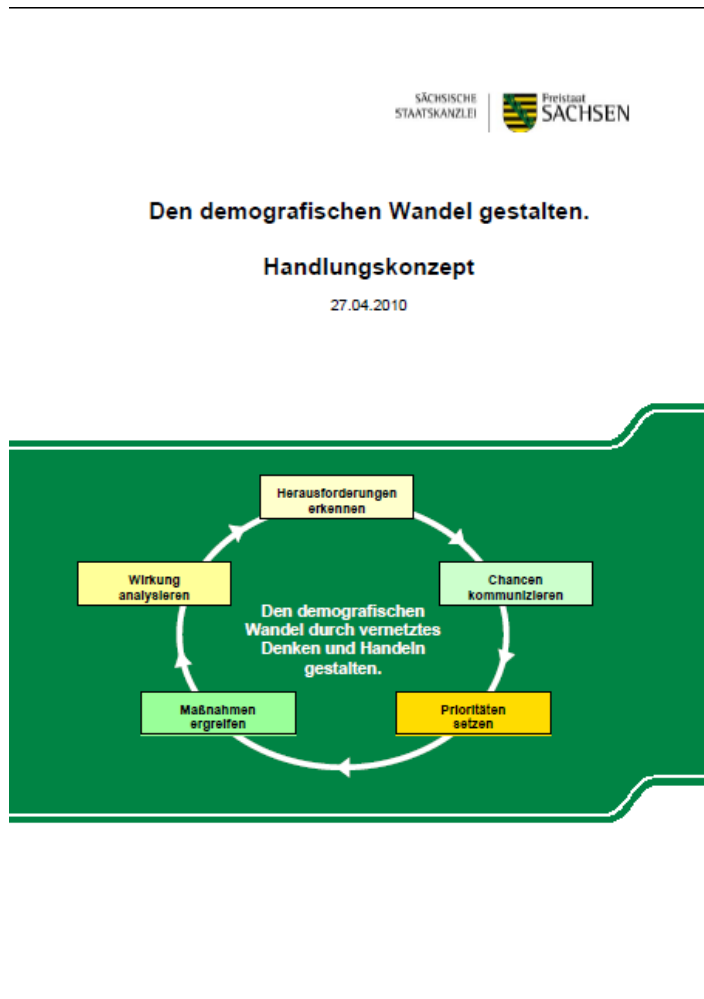 SÄCHSISCHE
STAATSKANZLEI
Freistaat
SACHSEN
Den demografischen Wandel gestalten.
Handlungskonzept
27.04.2010
Herausforderungen
erkennen
Wirkung
analysieren
Chancen
kommunizieren
Den demografischen
Wandel durch vernetztes
Denken und Handeln
gestalten.
Maßnahmen
ergreifen
Prioritäten
setzen